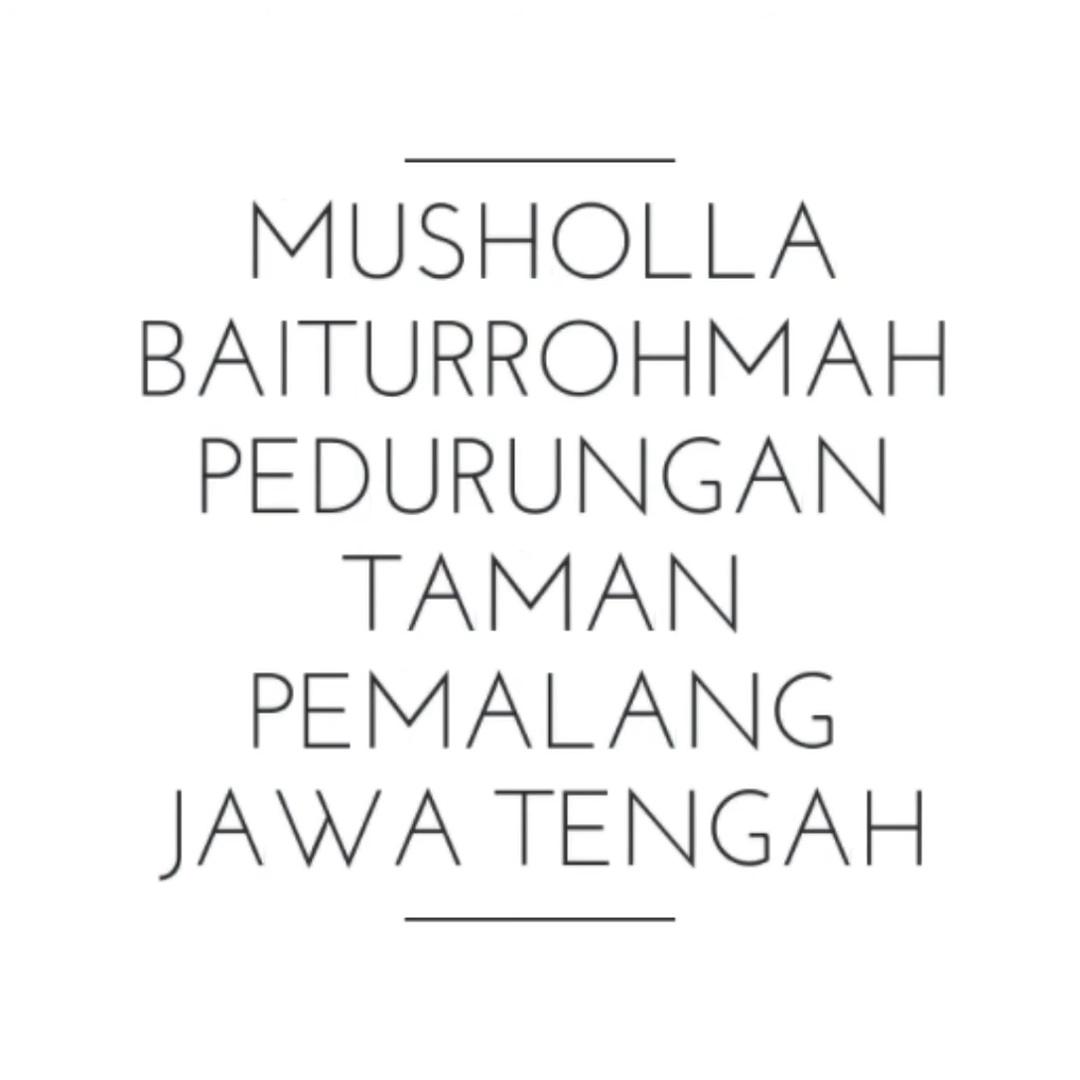 MUSHOLLA
BAITURROHMAH
PEDURUNGAN
TAMAN
PEMALANG
JAWA TENGAH